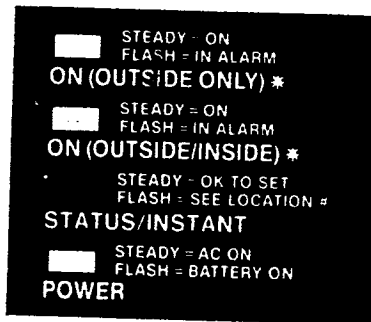 STEADY - ON
FLASH = IN ALARM
ON (OUTSIDE ONLY) *
STEADY = ON
FLASH = IN ALARM
ON (OUTSIDE/INSIDE) *
STEADY - OK TO SET
FLASH = SEE LOCATION #
STATUS/INSTANT
STEADY = AC ON
FLASH = BATTERY ON
POWER